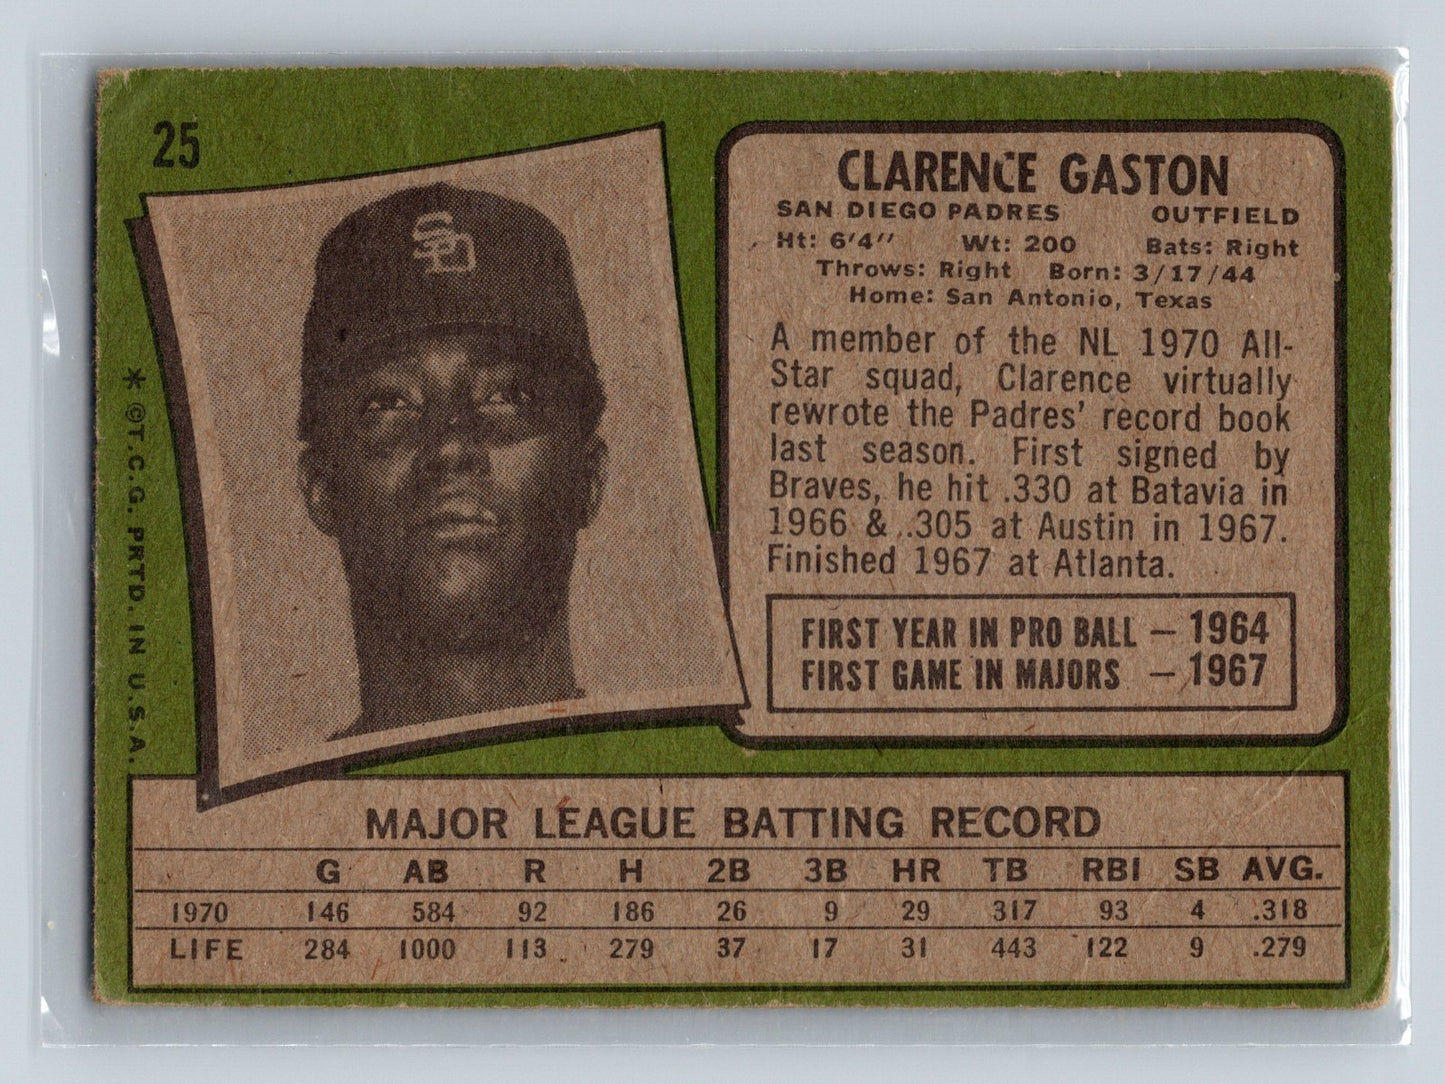 25
SD
* ©T.C.G. PRTD. IN U.S.A.
CLARENCE GASTON
SAN DIEGO PADRES OUTFIELD
Ht: 6'4" Wt: 200 Bats: Right
Throws: Right Born: 3/17/44
Home: San Antonio, Texas
A member of the NL 1970 All-
Star squad, Clarence virtually
rewrote the Padres' record book
last season. First signed by
Braves, he hit .330 at Batavia in
1966 & .305 at Austin in 1967.
Finished 1967 at Atlanta.
FIRST YEAR IN PRO BALL — 1964
FIRST GAME IN MAJORS — 1967
MAJOR LEAGUE BATTING RECORD
G AB R H 2B 3B HR TB RBI SB AVG.
1970 146 584 92 186 26 9 29 317 93 4 .318
LIFE 284 1000 113 279 37 17 31 443 122 9 .279